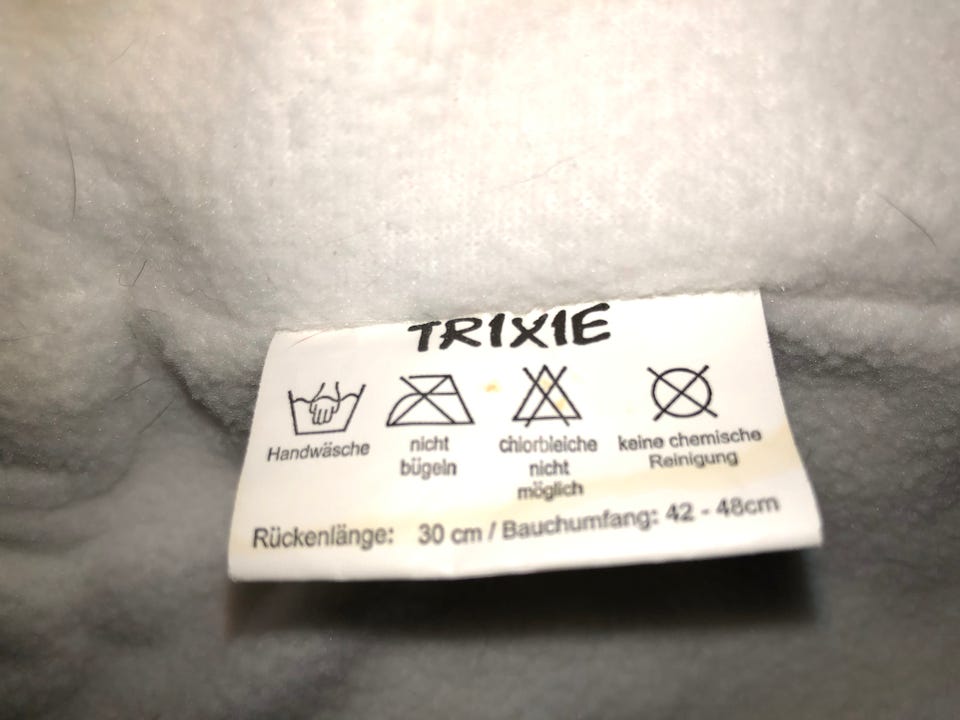 TRIXIE
Handwäsche
nicht
bügeln
chlorbleiche
nicht
möglich
keine chemische
Reinigung
Rückenlänge: 30 cm / Bauchumfang: 42 - 48cm